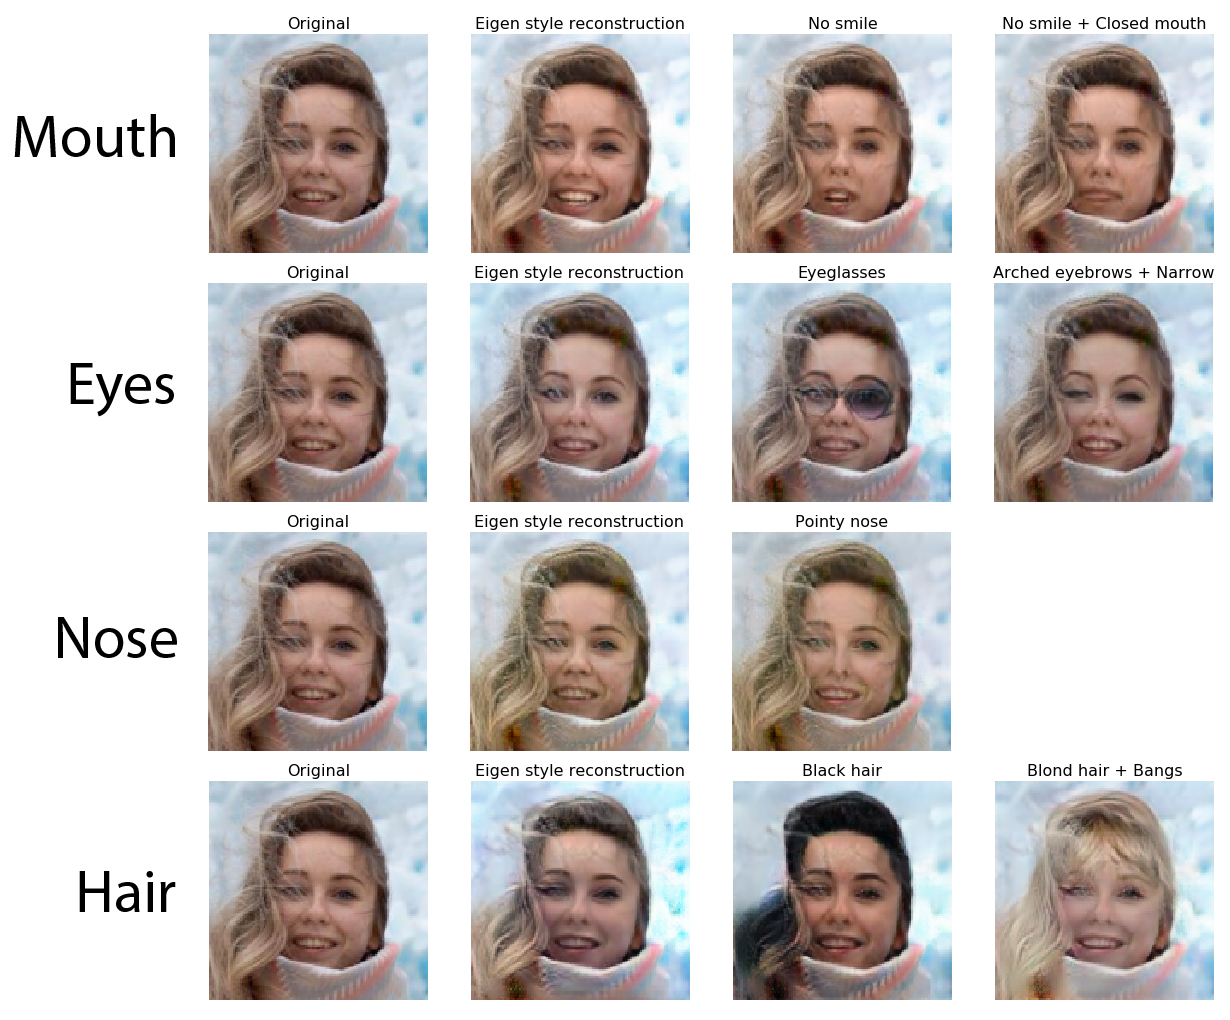 Original Eigen style reconstruction No smile No smile + Closed mouth
Mouth
Original Eigen style reconstruction Eyeglasses Arched eyebrows + Narrow
Eyes
Original Eigen style reconstruction Pointy nose
Nose
Original Eigen style reconstruction Black hair Blond hair + Bangs
Hair